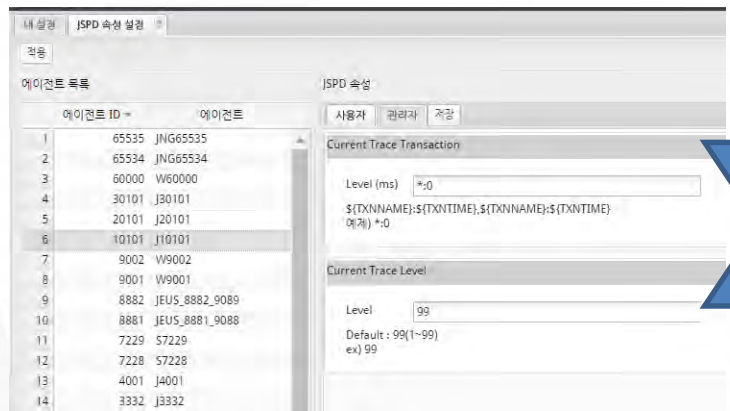 내 설정
JSPD 속성 설정
적용
에이전트 목록
에이전트 ID 에이전트
1 65535 JNG65535
2 65534 JNG65534
3 60000 W60000
4 30101 J30101
5 20101 J20101
6 10101 J10101
7 9002 W9002
8 9001 W9001
9 8882 JEUS_8882_9089
10 8881 JEUS_8881_9088
11 7229 S7229
12 7228 S7228
13 4001 J4001
14 3332 J3332
JSPD 속성
사용자 관리자 저장
Current Trace Transaction
Level (ms) *:0
${TXNNAME}:${TXNTIME},${TXNNAME}:${TXNTIME}
예제) *:0
Current Trace Level
Level 99
Default : 99(1~99)
ex) 99